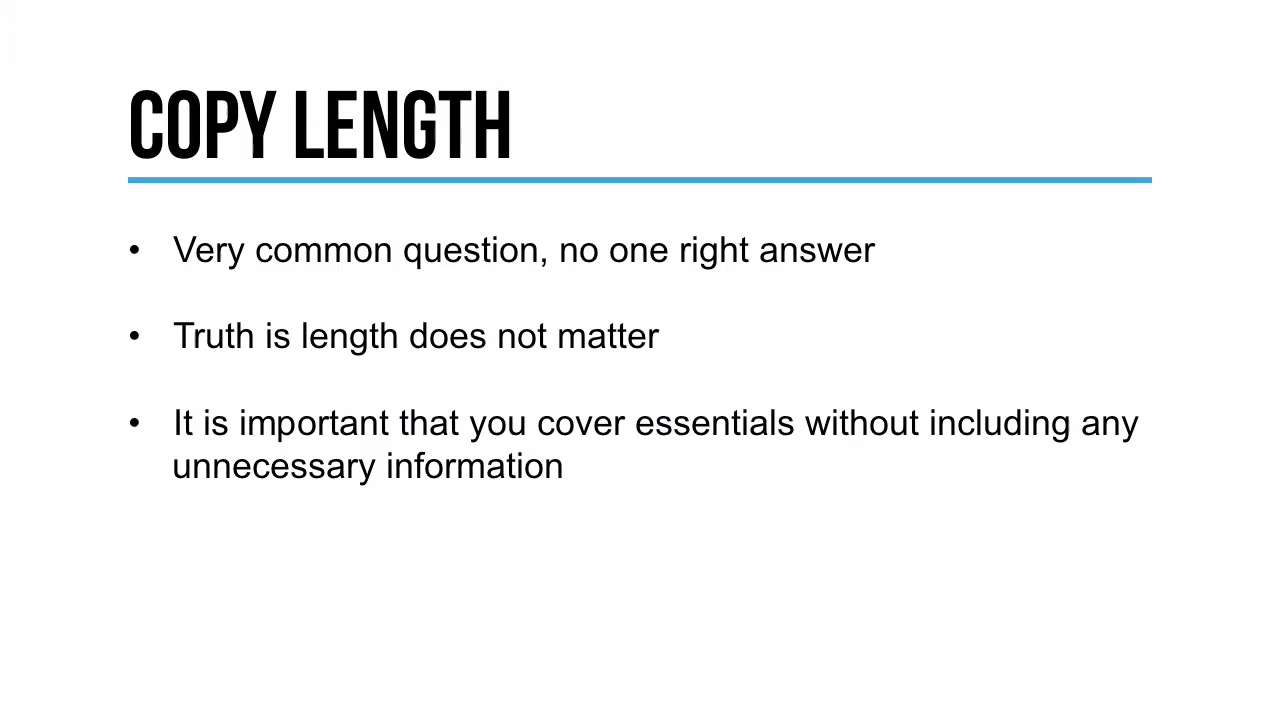 COPY LENGTH
• Very common question, no one right answer
• Truth is length does not matter
• It is important that you cover essentials without including any
unnecessary information